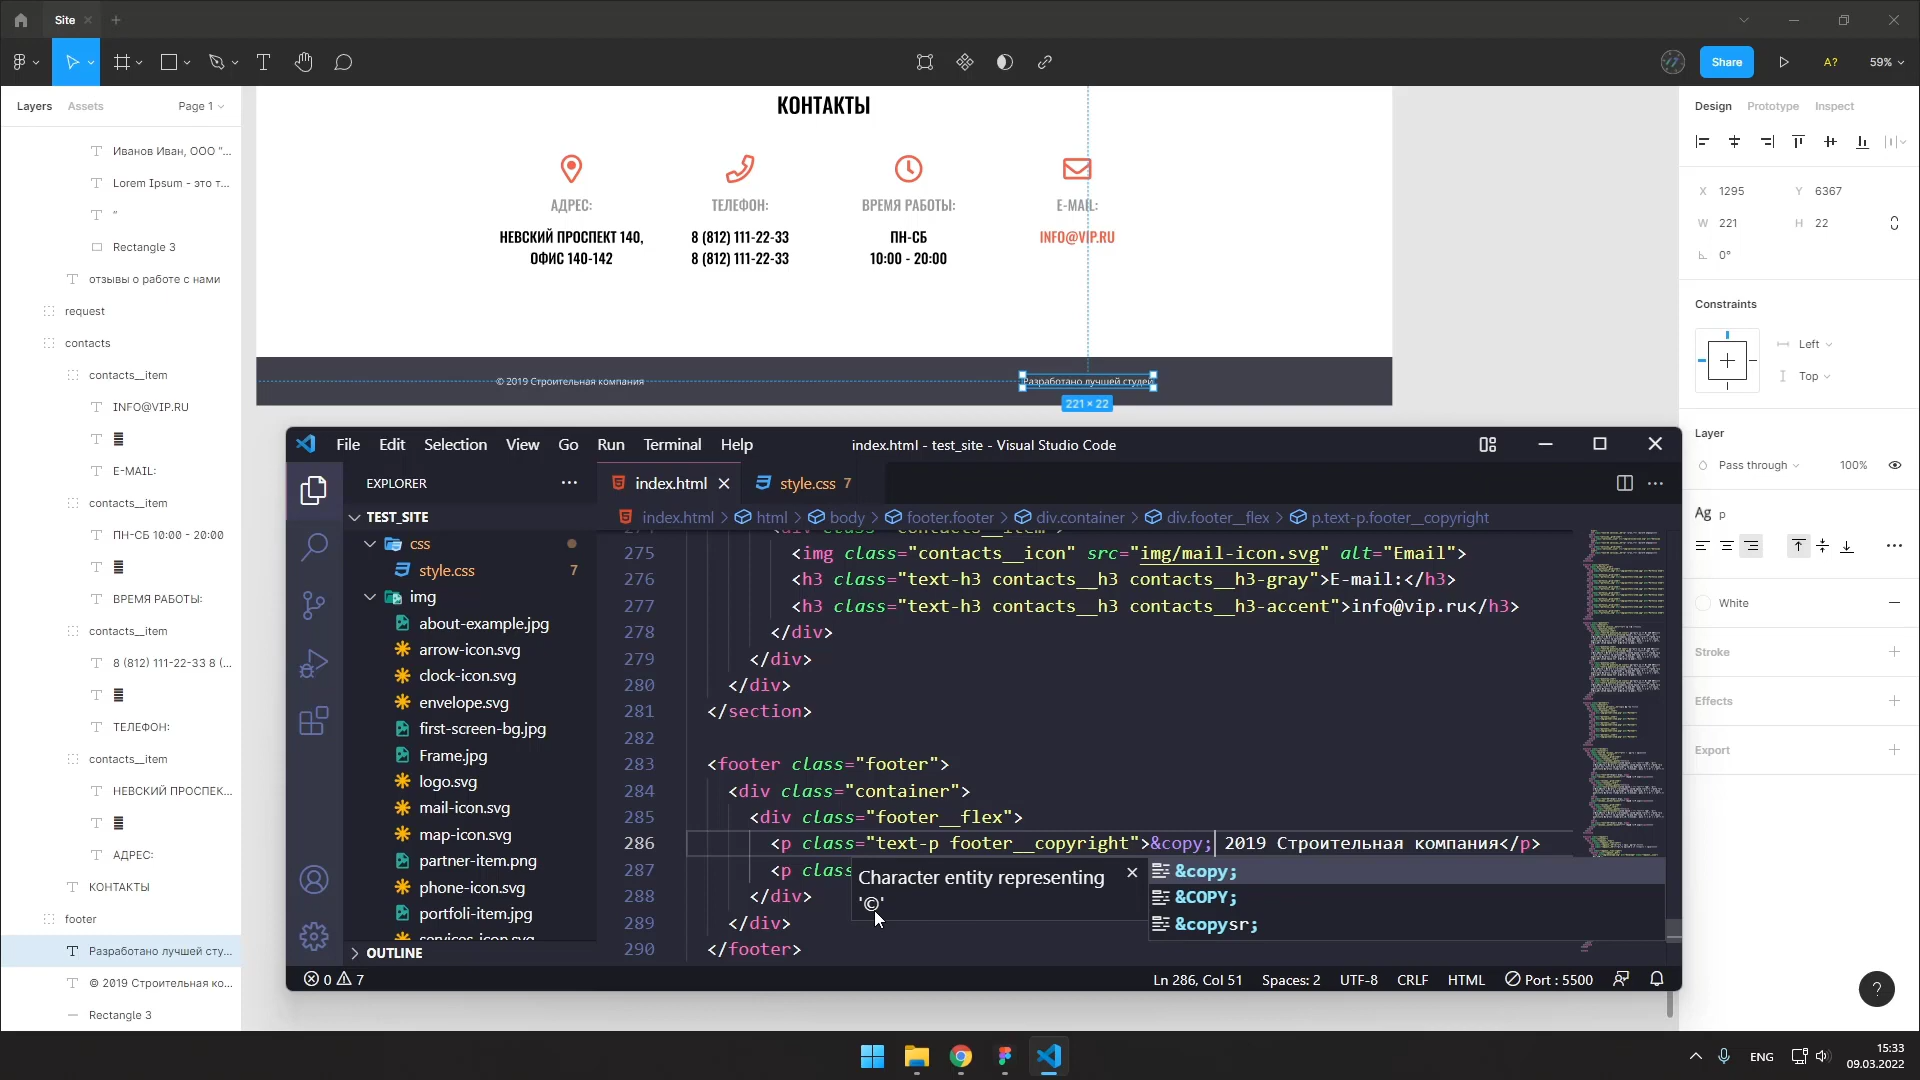 Site
Share
A?
59%
Layers
Assets
Page 1
Иванов Иван, ООО "...
Lorem Ipsum - это т...
"
Rectangle 3
отзывы о работе с нами
request
contacts
contacts__item
INFO@VIP.RU
E-MAIL:
contacts__item
ПН-СБ 10:00 - 20:00
ВРЕМЯ РАБОТЫ:
contacts__item
8 (812) 111-22-33 8 (...
ТЕЛЕФОН:
contacts__item
НЕВСКИЙ ПРОСПЕК...
АДРЕС:
КОНТАКТЫ
footer
Разработано лучшей сту...
© 2019 Строительная ко...
Rectangle 3
КОНТАКТЫ
АДРЕС:
НЕВСКИЙ ПРОСПЕКТ 140,
ОФИС 140-142
ТЕЛЕФОН:
8 (812) 111-22-33
8 (812) 111-22-33
ВРЕМЯ РАБОТЫ:
ПН-СБ
10:00 - 20:00
E-MAIL:
INFO@VIP.RU
© 2019 Строительная компания
Разработано лучшей студеи
221 × 22
Design
Prototype
Inspect
X 1295
Y 6367
W 221
H 22
0°
Constraints
Left
Top
Layer
Pass through
100%
Ag p
White
Stroke
Effects
Export
?
File Edit Selection View Go Run Terminal Help
index.html - test_site - Visual Studio Code
EXPLORER
TEST_SITE
css
style.css 7
img
about-example.jpg
arrow-icon.svg
clock-icon.svg
envelope.svg
first-screen-bg.jpg
Frame.jpg
logo.svg
mail-icon.svg
map-icon.svg
partner-item.png
phone-icon.svg
portfoli-item.jpg
services-icon.svg
OUTLINE
index.html
style.css 7
index.html > html > body > footer.footer > div.container > div.footer__flex > p.text-p.footer__copyright
274 <div class="contacts__item">
275 <img class="contacts__icon" src="img/mail-icon.svg" alt="Email">
276 <h3 class="text-h3 contacts__h3 contacts__h3-gray">E-mail:</h3>
277 <h3 class="text-h3 contacts__h3 contacts__h3-accent">info@vip.ru</h3>
278 </div>
279 </div>
280 </div>
281 </section>
282
283 <footer class="footer">
284 <div class="container">
285 <div class="footer__flex">
286 <p class="text-p footer__copyright">&copy; 2019 Строительная компания</p>
287 <p class
288 </div>
289 </div>
290 </footer>
Character entity representing
'©'
&copy;
&COPY;
&copysr;
0
7
Ln 286, Col 51
Spaces: 2
UTF-8
CRLF
HTML
Port : 5500
ENG
15:33
09.03.2022